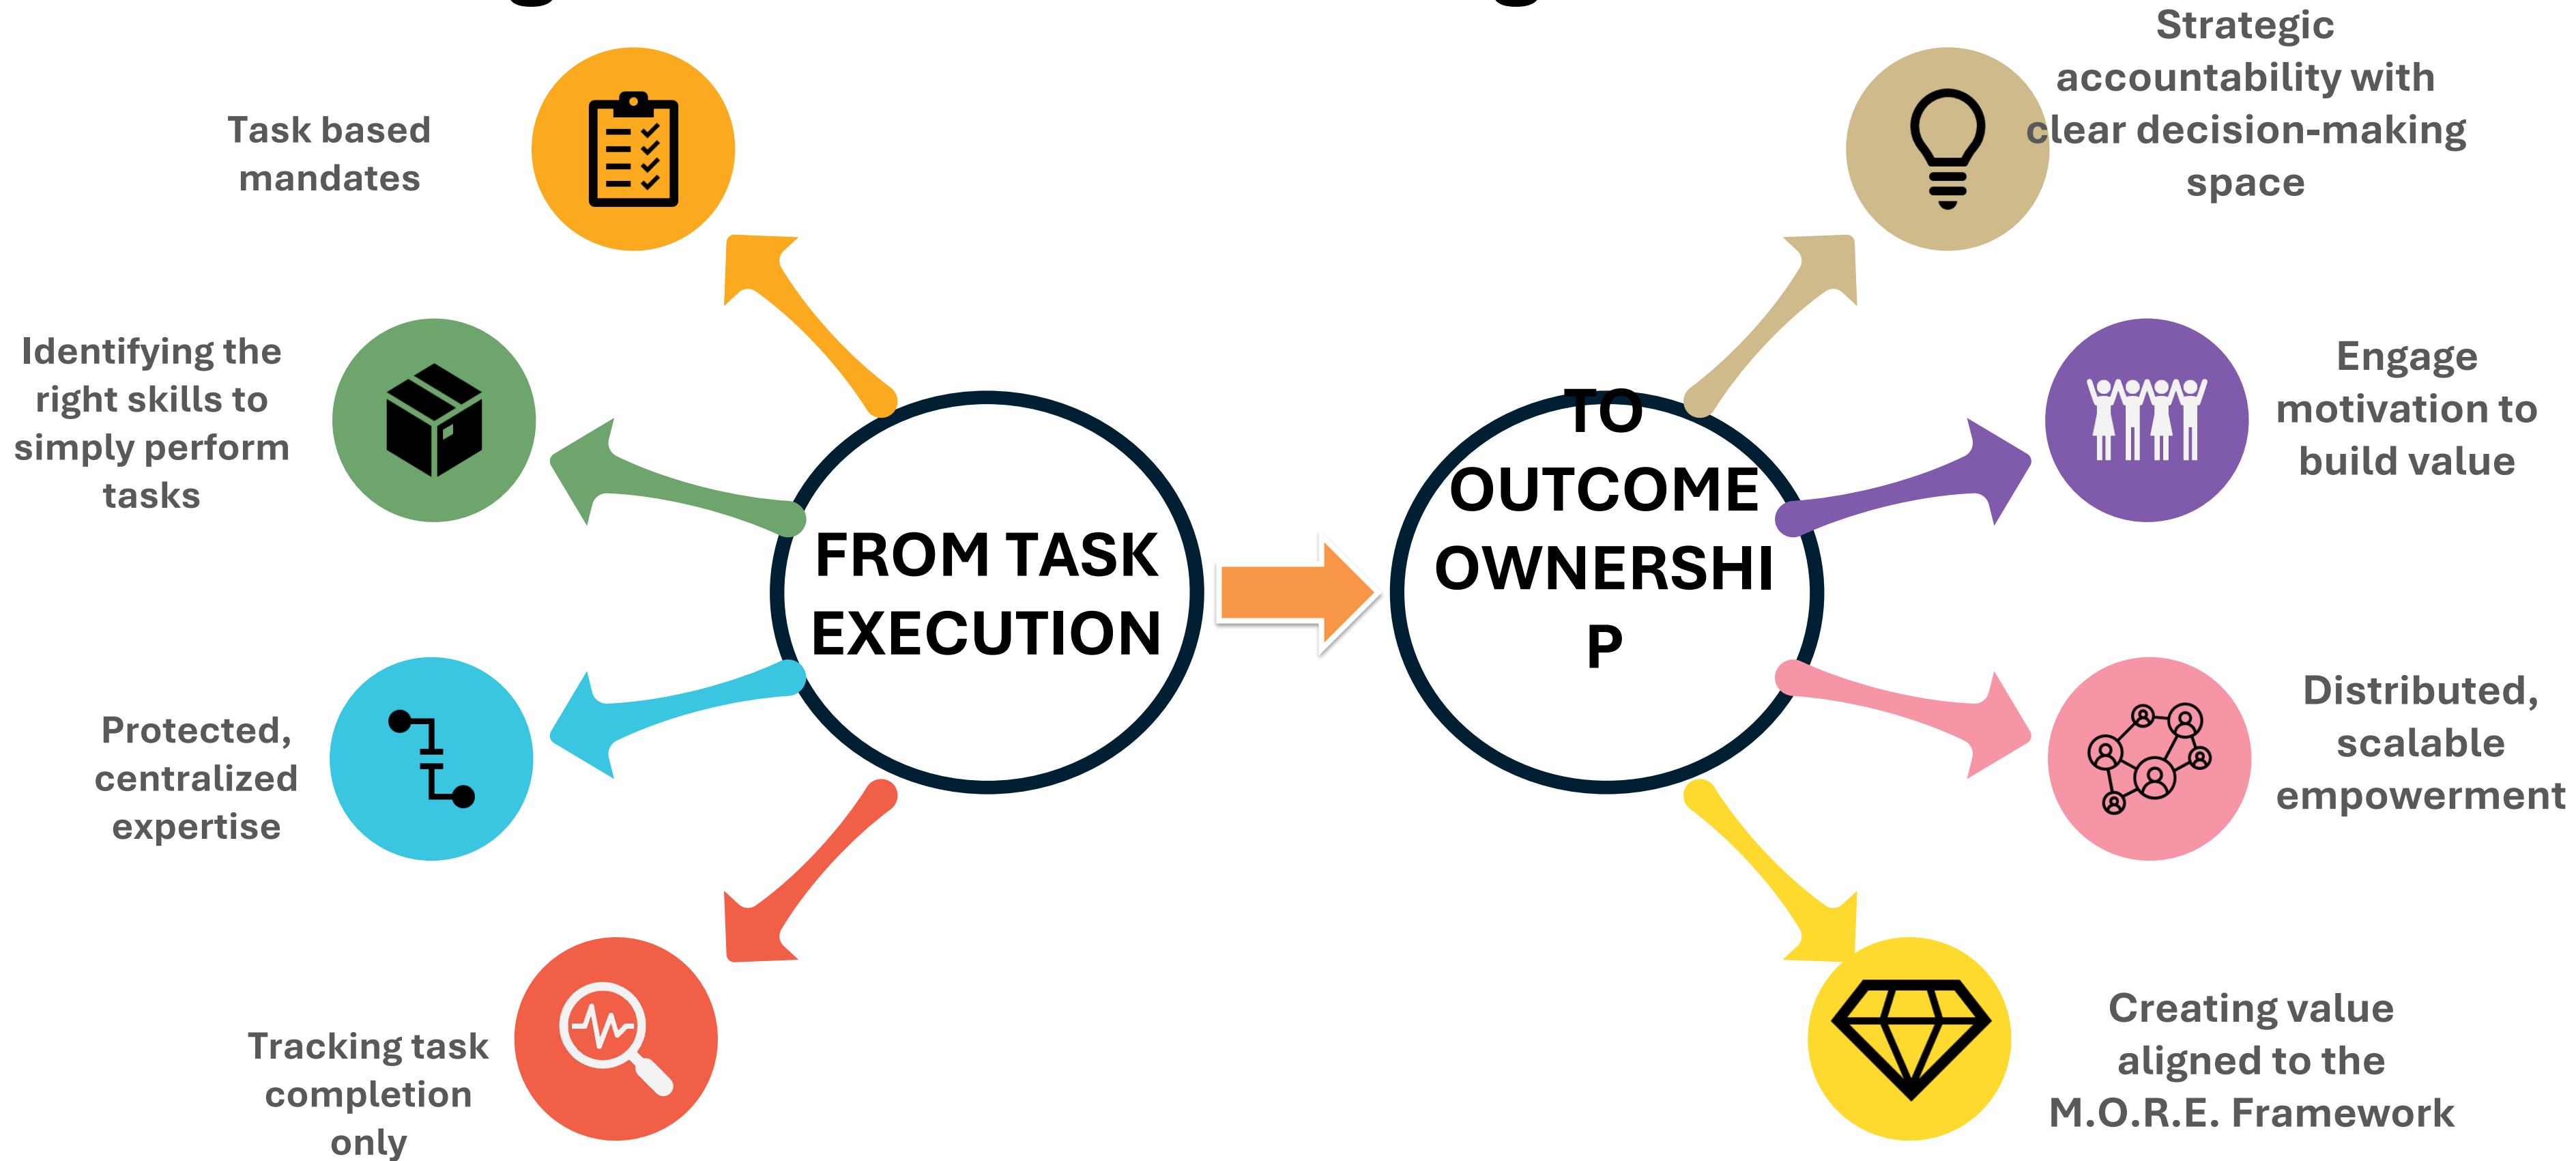 Task based
mandates
Identifying the
right skills to
simply perform
tasks
Protected,
centralized
expertise
Tracking task
completion
only
FROM TASK
EXECUTION
TO
OUTCOME
OWNERSHI
P
Strategic
accountability with
clear decision-making
space
Engage
motivation to
build value
Distributed,
scalable
empowerment
Creating value
aligned to the
M.O.R.E. Framework